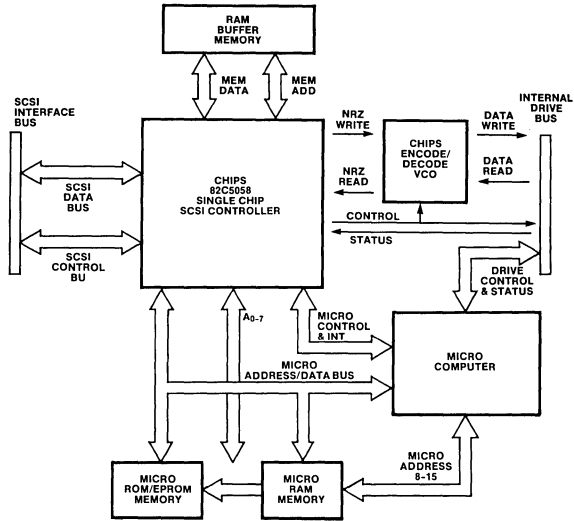 RAM
BUFFER
MEMORY
MEM
DATA
MEM
ADD
SCSI
INTERFACE
BUS
INTERNAL
DRIVE
BUS
NRZ
WRITE
DATA
WRITE
CHIPS
82C5058
SINGLE CHIP
SCSI CONTROLLER
CHIPS
ENCODE/
DECODE
VCO
NRZ
READ
DATA
READ
SCSI
DATA
BUS
CONTROL
STATUS
SCSI
CONTROL
BU
DRIVE
CONTROL
& STATUS
A0-7
MICRO
CONTROL
& INT
MICRO
ADDRESS/DATA BUS
MICRO
COMPUTER
MICRO
ADDRESS
8-15
MICRO
ROM/EPROM
MEMORY
MICRO
RAM
MEMORY